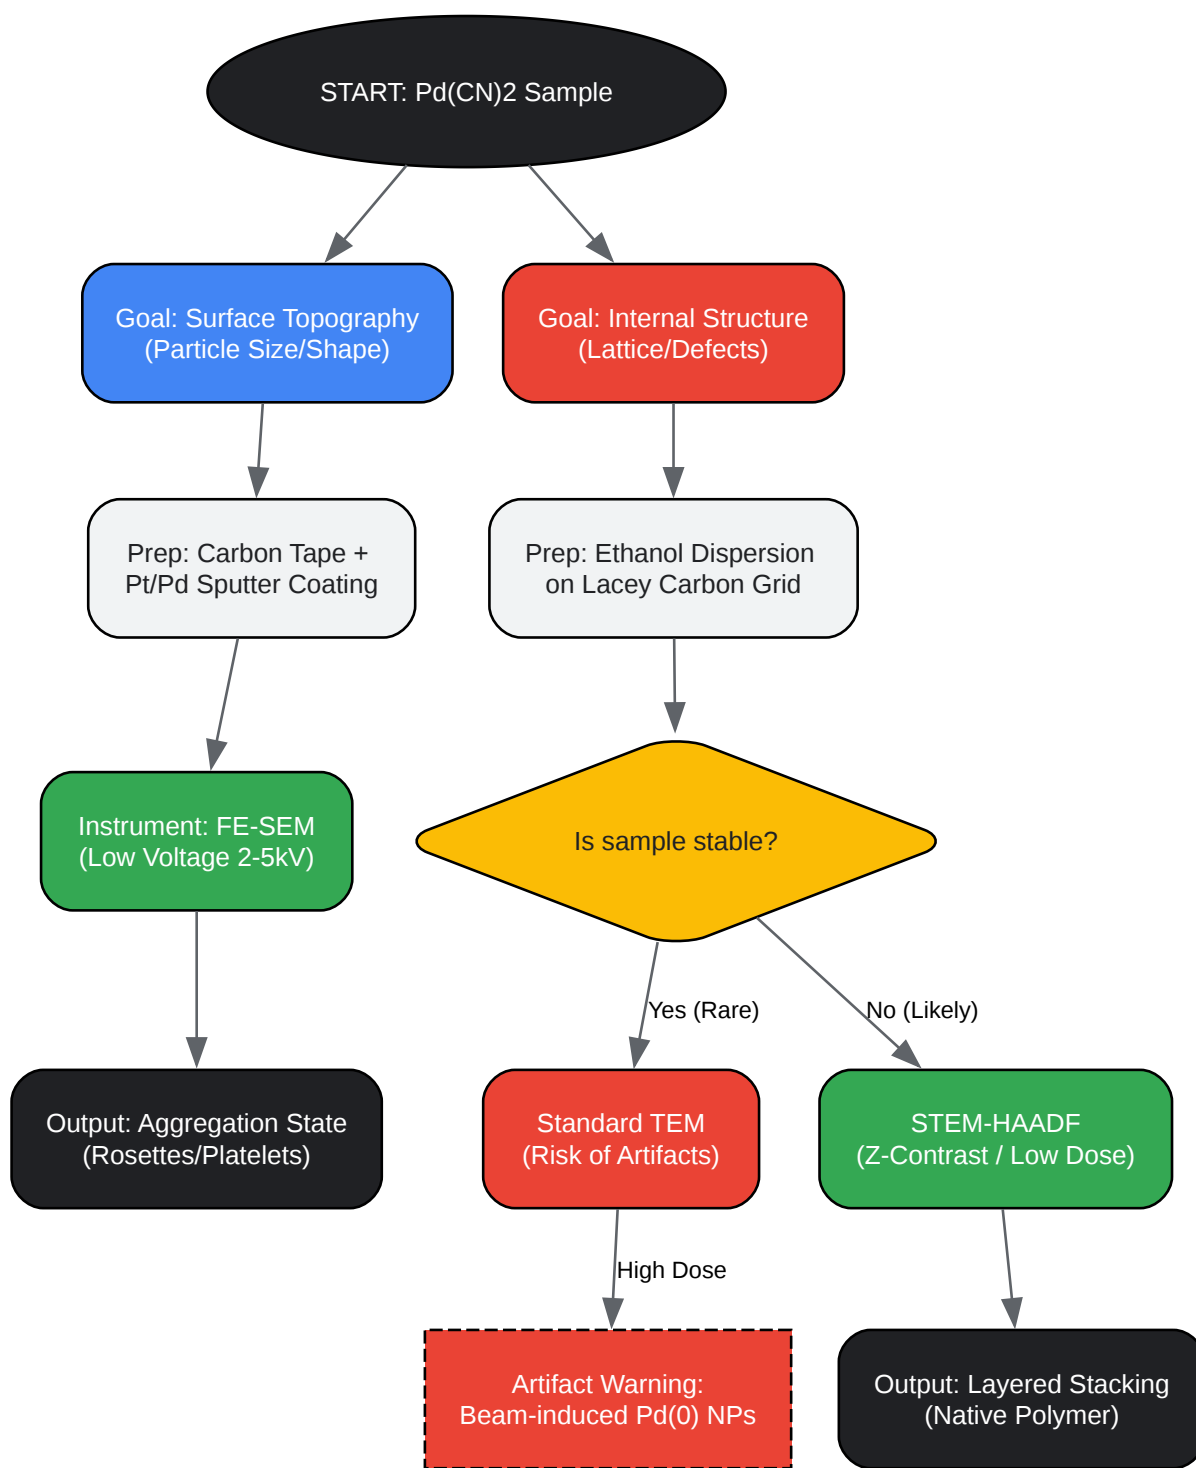 START: Pd(CN)2 Sample
Goal: Surface Topography
(Particle Size/Shape)
Goal: Internal Structure
(Lattice/Defects)
Prep: Carbon Tape +
Pt/Pd Sputter Coating
Prep: Ethanol Dispersion
on Lacey Carbon Grid
Instrument: FE-SEM
(Low Voltage 2-5kV)
Is sample stable?
Yes (Rare)
No (Likely)
Output: Aggregation State
(Rosettes/Platelets)
Standard TEM
(Risk of Artifacts)
STEM-HAADF
(Z-Contrast / Low Dose)
High Dose
Artifact Warning:
Beam-induced Pd(0) NPs
Output: Layered Stacking
(Native Polymer)